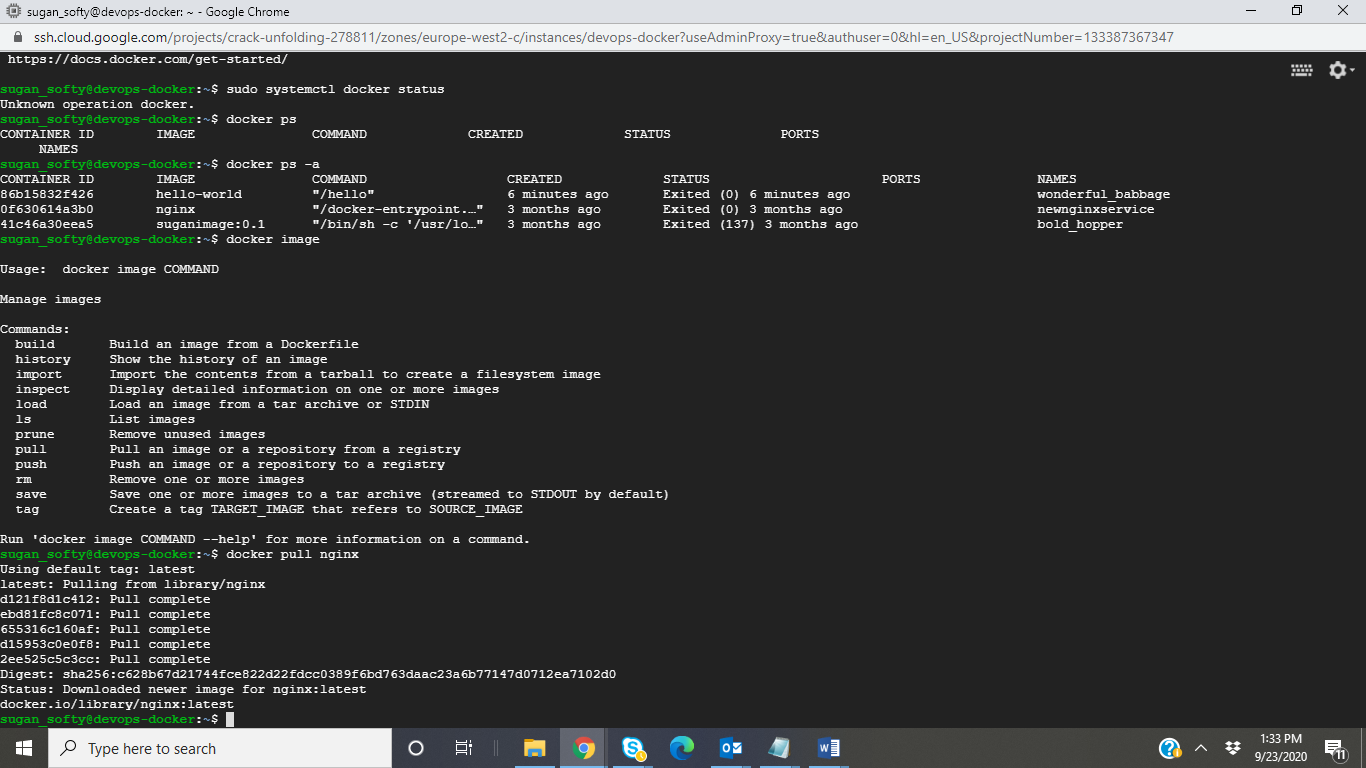 sugan_softy@devops-docker: ~ - Google Chrome
ssh.cloud.google.com/projects/crack-unfolding-278811/zones/europe-west2-c/instances/devops-docker?useAdminProxy=true&authuser=0&hl=en_US&projectNumber=133387367347
https://docs.docker.com/get-started/
sugan_softy@devops-docker:~$ sudo systemctl docker status
Unknown operation docker.
sugan_softy@devops-docker:~$ docker ps
CONTAINER ID        IMAGE               COMMAND             CREATED             STATUS              PORTS
     NAMES
sugan_softy@devops-docker:~$ docker ps -a
CONTAINER ID        IMAGE               COMMAND                  CREATED             STATUS                      PORTS               NAMES
86b15832f426        hello-world         "/hello"                 6 minutes ago       Exited (0) 6 minutes ago                        wonderful_babbage
0f630614a3b0        nginx               "/docker-entrypoint.…"   3 months ago        Exited (0) 3 months ago                         newnginxservice
41c46a30eea5        suganimage:0.1      "/bin/sh -c '/usr/lo…"   3 months ago        Exited (137) 3 months ago                       bold_hopper
sugan_softy@devops-docker:~$ docker image
Usage:  docker image COMMAND
Manage images
Commands:
  build       Build an image from a Dockerfile
  history     Show the history of an image
  import      Import the contents from a tarball to create a filesystem image
  inspect     Display detailed information on one or more images
  load        Load an image from a tar archive or STDIN
  ls          List images
  prune       Remove unused images
  pull        Pull an image or a repository from a registry
  push        Push an image or a repository to a registry
  rm          Remove one or more images
  save        Save one or more images to a tar archive (streamed to STDOUT by default)
  tag         Create a tag TARGET_IMAGE that refers to SOURCE_IMAGE
Run 'docker image COMMAND --help' for more information on a command.
sugan_softy@devops-docker:~$ docker pull nginx
Using default tag: latest
latest: Pulling from library/nginx
d121f8d1c412: Pull complete
ebd81fc8c071: Pull complete
655316c160af: Pull complete
d15953c0e0f8: Pull complete
2ee525c5c3cc: Pull complete
Digest: sha256:c628b67d21744fce822d22fdcc0389f6bd763daac23a6b77147d0712ea7102d0
Status: Downloaded newer image for nginx:latest
docker.io/library/nginx:latest
sugan_softy@devops-docker:~$
Type here to search
1:33 PM
9/23/2020
11